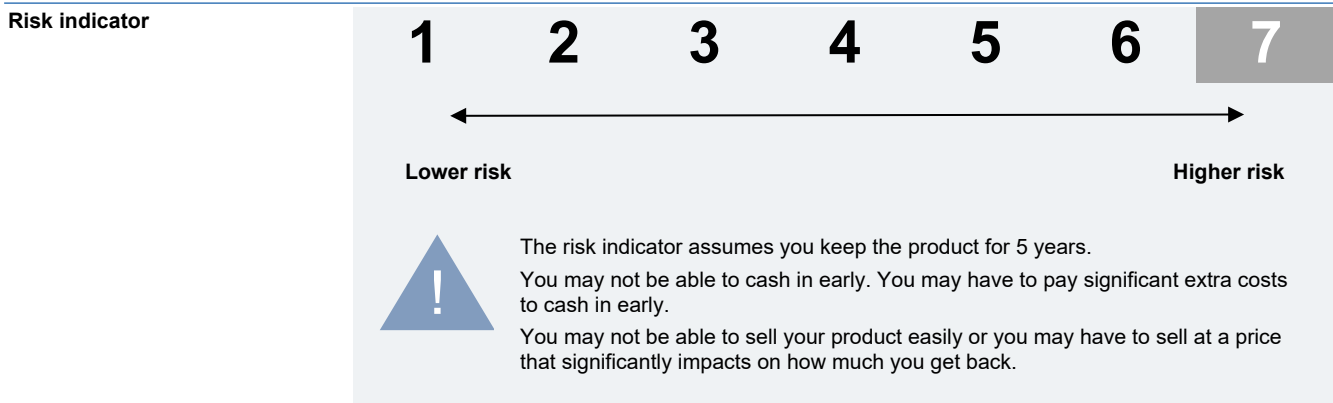 Risk indicator
1 2 3 4 5 6 7
Lower risk Higher risk
!
The risk indicator assumes you keep the product for 5 years.
You may not be able to cash in early. You may have to pay significant extra costs
to cash in early.
You may not be able to sell your product easily or you may have to sell at a price
that significantly impacts on how much you get back.